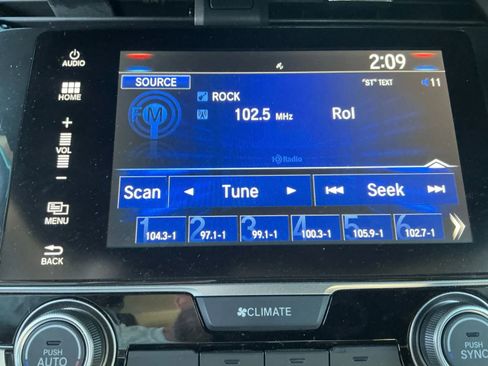 AUDIO
2:09
SOURCE
"ST" TEXT
11
HOME
ROCK
FM
102.5 MHz Rol
+
VOL
−
Radio
Scan Tune Seek
MENU
1 2 3 4 5 6
104.3-1 97.1-1 99.1-1 100.3-1 105.9-1 102.7-1
BACK
CLIMATE
PUSH
AUTO
PUSH
SYNC